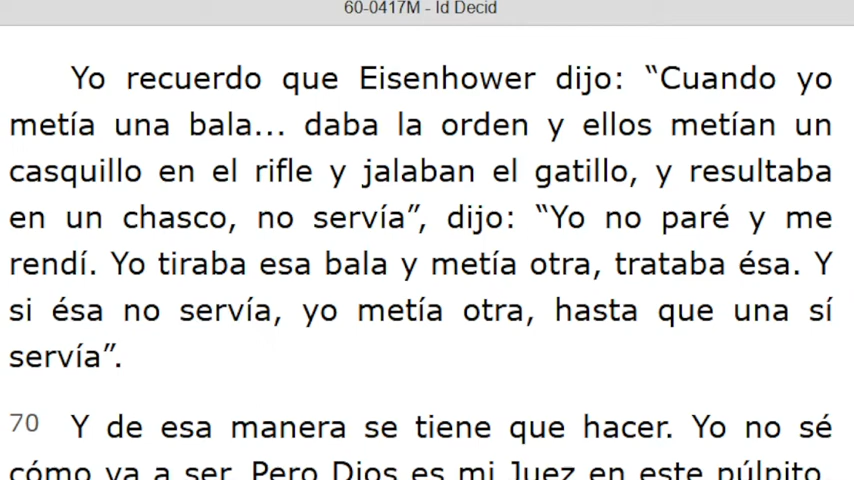 60-0417M - Id Decid
Yo recuerdo que Eisenhower dijo: “Cuando yo
metía una bala... daba la orden y ellos metían un
casquillo en el rifle y jalaban el gatillo, y resultaba
en un chasco, no servía”, dijo: “Yo no paré y me
rendí. Yo tiraba esa bala y metía otra, trataba ésa. Y
si ésa no servía, yo metía otra, hasta que una sí
servía”.
70 Y de esa manera se tiene que hacer. Yo no sé
cómo va a ser. Pero Dios es mi Juez en este púlpito,